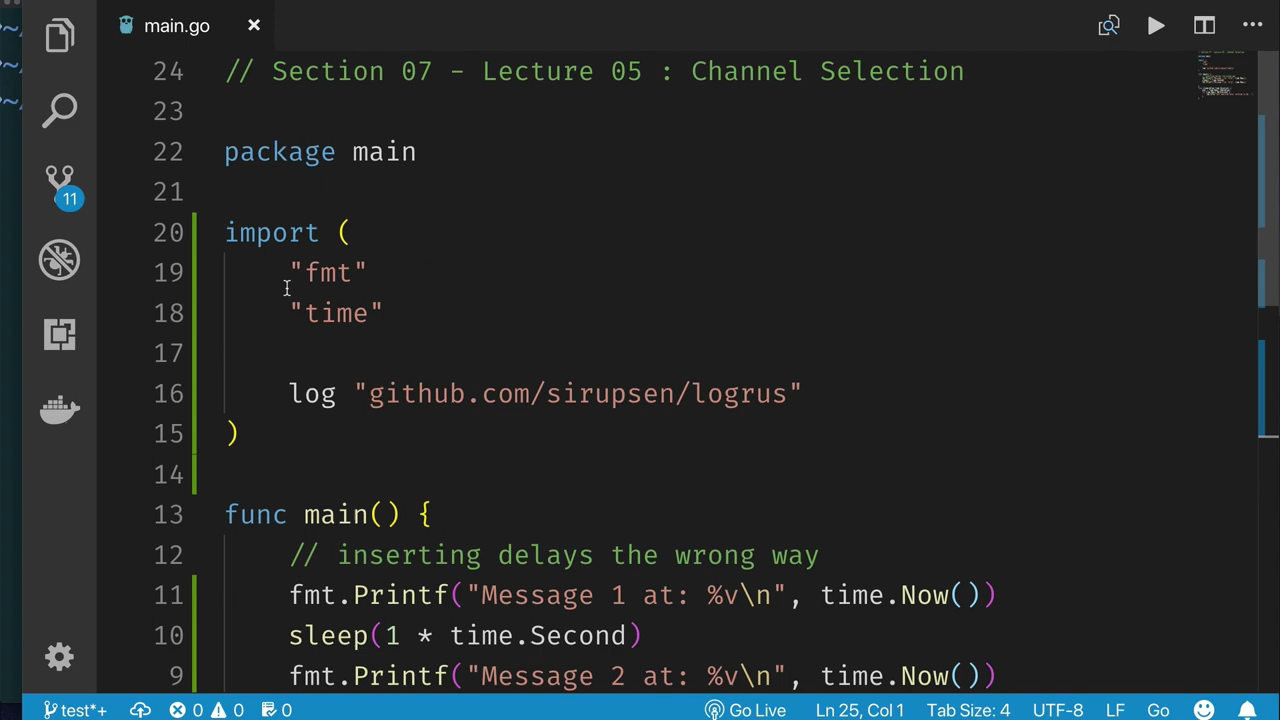 main.go
24 // Section 07 - Lecture 05 : Channel Selection
23
22 package main
21
20 import (
19 "fmt"
18 "time"
17
16 log "github.com/sirupsen/logrus"
15 )
14
13 func main() {
12 // inserting delays the wrong way
11 fmt.Printf("Message 1 at: %v\n", time.Now())
10 sleep(1 * time.Second)
9 fmt.Printf("Message 2 at: %v\n", time.Now())
11
test*+ 0 0 0 Go Live Ln 25, Col 1 Tab Size: 4 UTF-8 LF Go